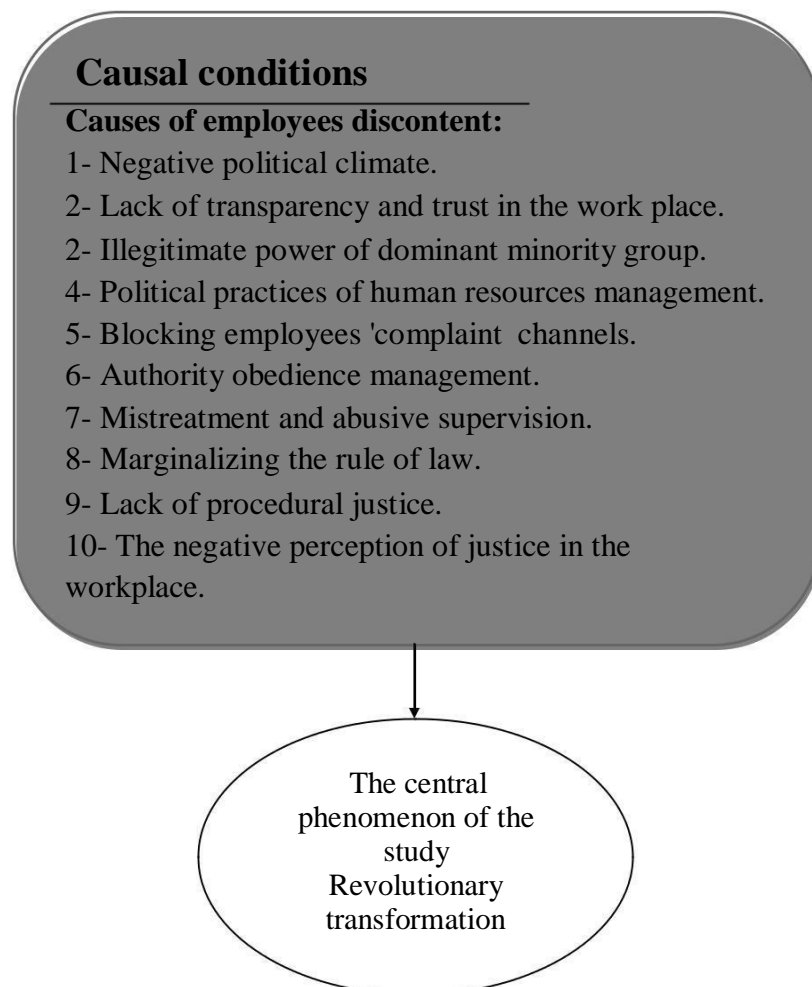 Causal conditions
Causes of employees discontent:
1- Negative political climate.
2- Lack of transparency and trust in the work place.
2- Illegitimate power of dominant minority group.
4- Political practices of human resources management.
5- Blocking employees 'complaint channels.
6- Authority obedience management.
7- Mistreatment and abusive supervision.
8- Marginalizing the rule of law.
9- Lack of procedural justice.
10- The negative perception of justice in the
workplace.
The central
phenomenon of the
study
Revolutionary
transformation